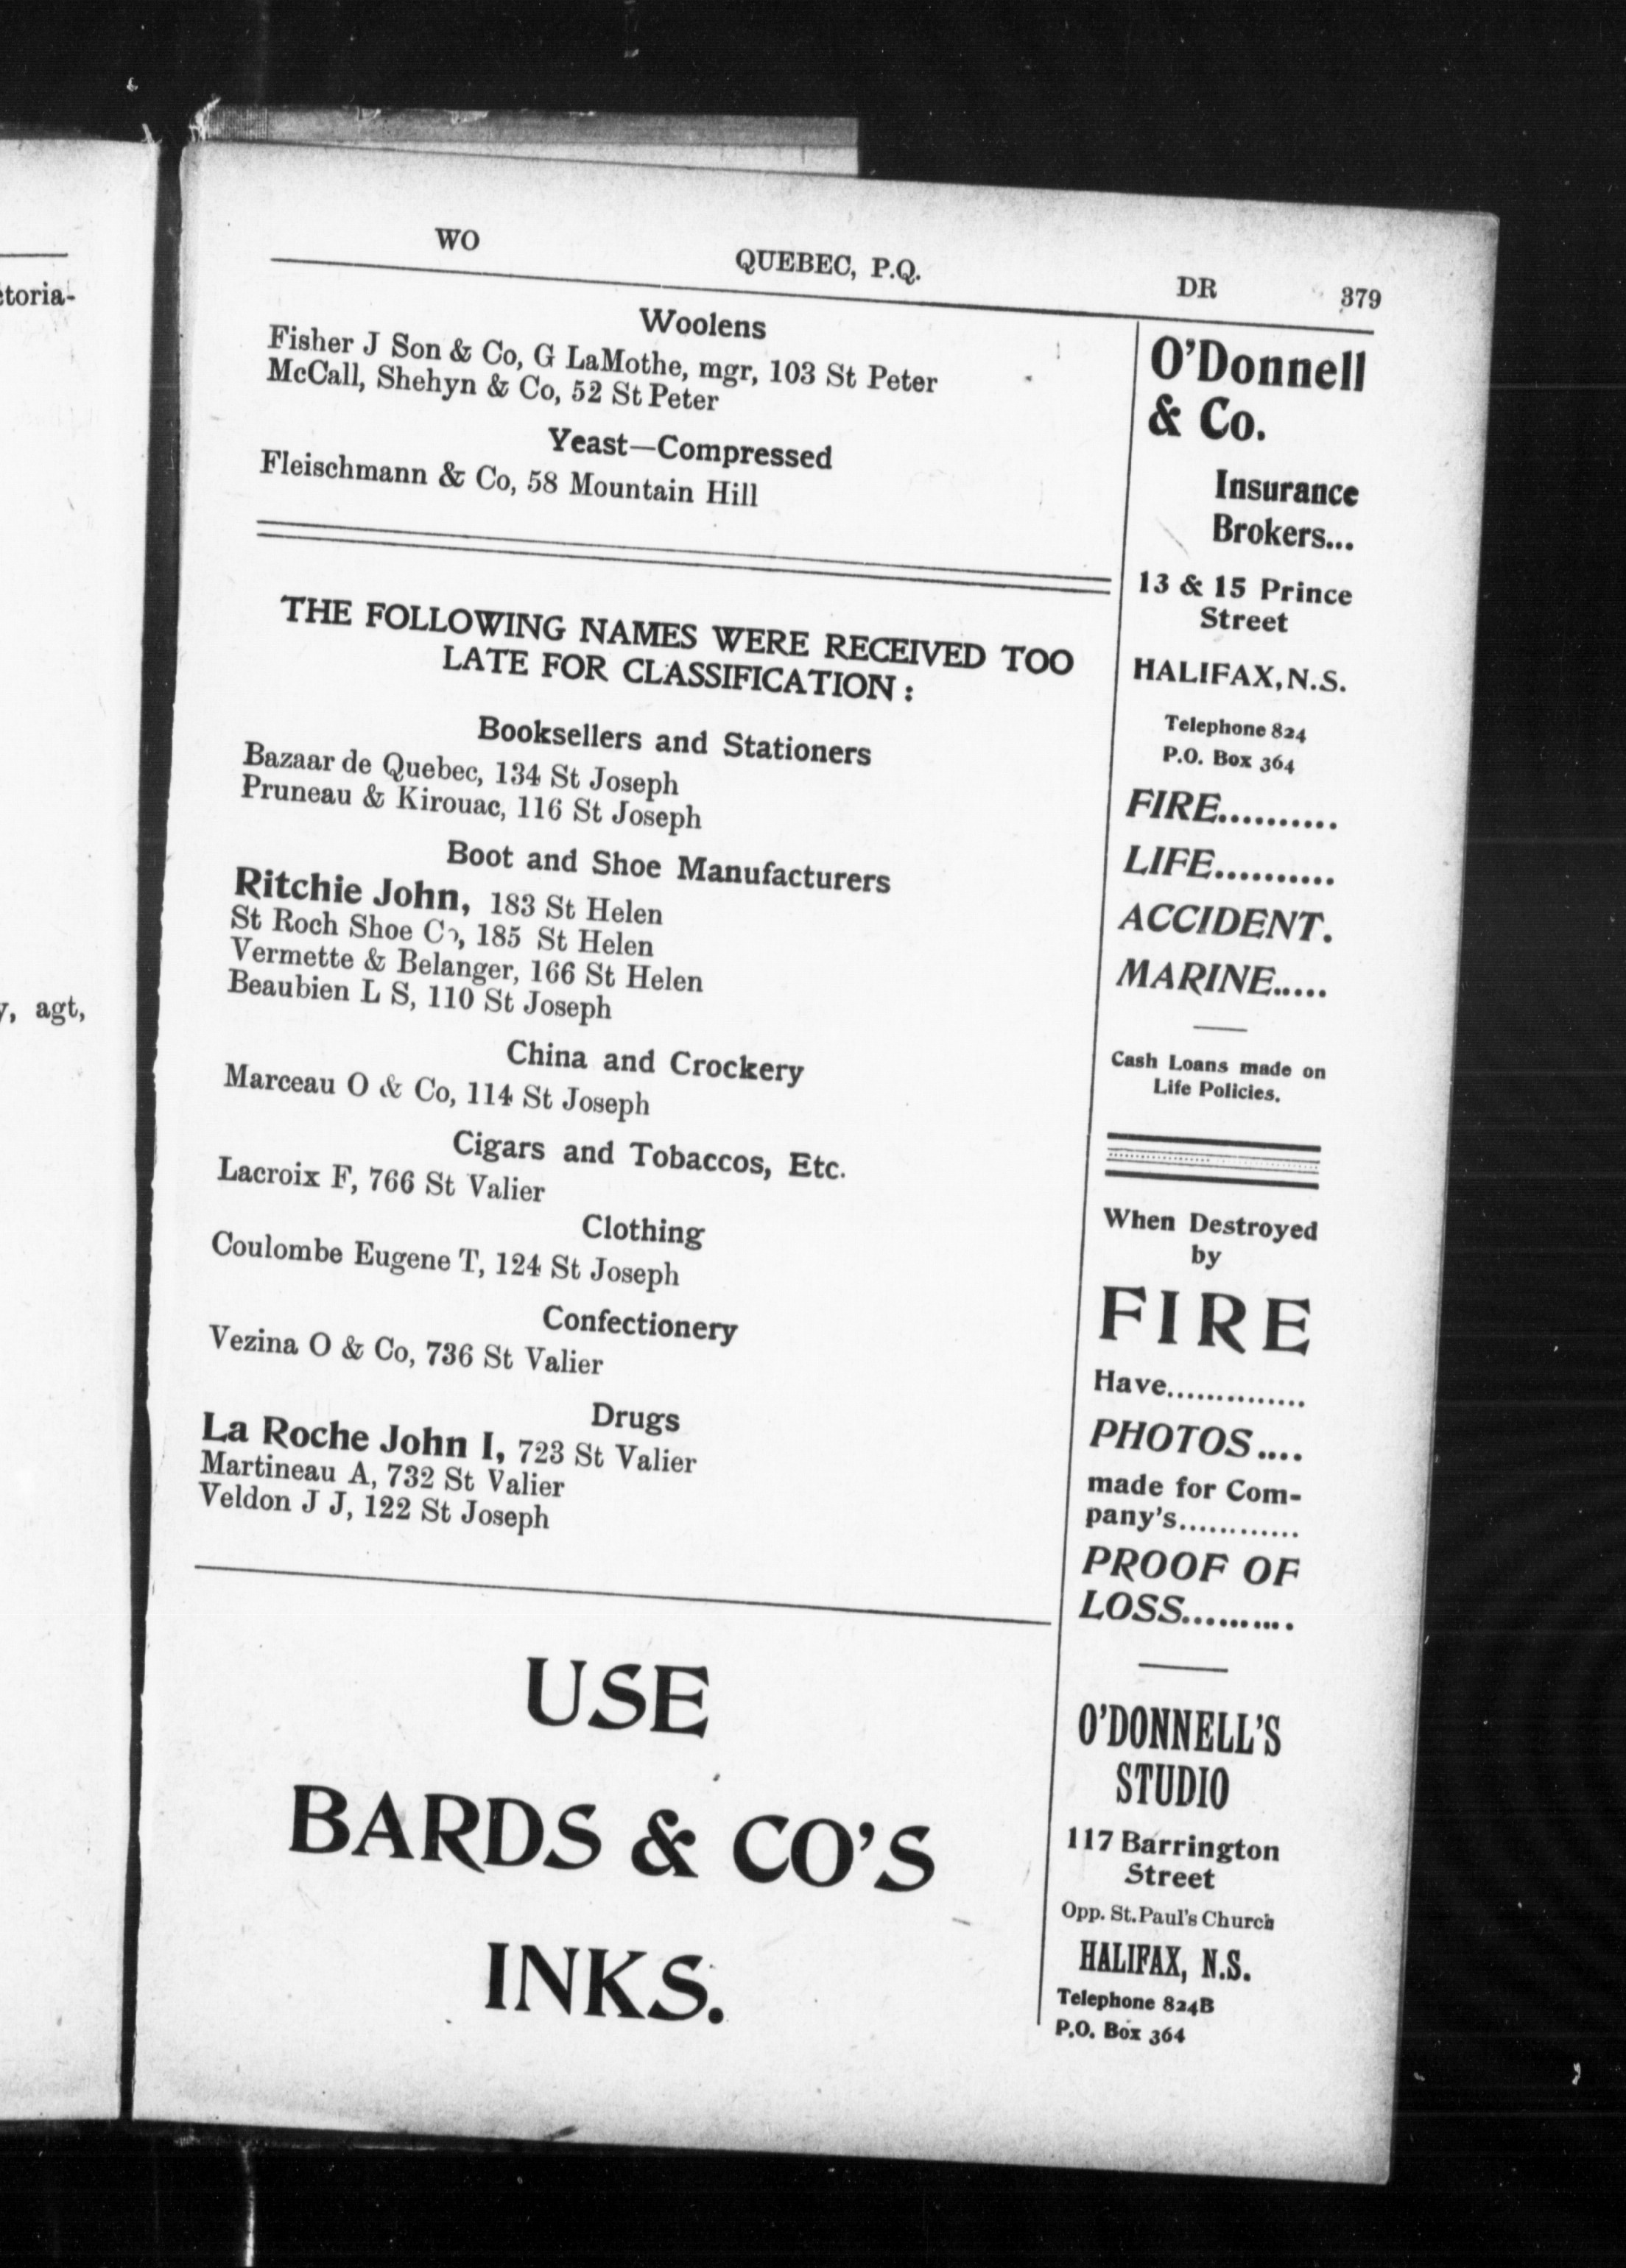 toria-
agt,
WO QUEBEC, P.Q. DR 379
Woolens
Fisher J Son & Co, G LaMothe, mgr, 103 St Peter
McCall, Shehyn & Co, 52 St Peter
Yeast—Compressed
Fleischmann & Co, 58 Mountain Hill
THE FOLLOWING NAMES WERE RECEIVED TOO
LATE FOR CLASSIFICATION :
Booksellers and Stationers
Bazaar de Quebec, 134 St Joseph
Pruneau & Kirouac, 116 St Joseph
Boot and Shoe Manufacturers
Ritchie John, 183 St Helen
St Roch Shoe Co, 185 St Helen
Vermette & Belanger, 166 St Helen
Beaubien L S, 110 St Joseph
China and Crockery
Marceau O & Co, 114 St Joseph
Cigars and Tobaccos, Etc.
Lacroix F, 766 St Valier
Clothing
Coulombe Eugene T, 124 St Joseph
Confectionery
Vezina O & Co, 736 St Valier
Drugs
La Roche John I, 723 St Valier
Martineau A, 732 St Valier
Veldon J J, 122 St Joseph
USE
BARDS & CO'S
INKS.
O'Donnell
& Co.
Insurance
Brokers...
13 & 15 Prince
Street
HALIFAX, N.S.
Telephone 824
P.O. Box 364
FIRE..........
LIFE..........
ACCIDENT.
MARINE.....
Cash Loans made on
Life Policies.
When Destroyed
by
FIRE
Have..............
PHOTOS....
made for Com-
pany's............
PROOF OF
LOSS..........
O'DONNELL'S
STUDIO
117 Barrington
Street
Opp. St. Paul's Church
HALIFAX, N.S.
Telephone 824B
P.O. Box 364